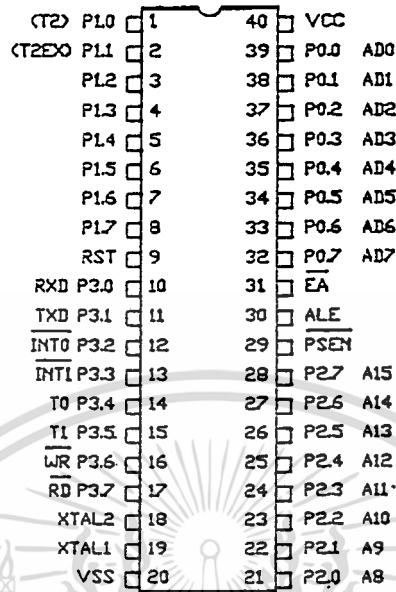 (T2) P1.0 1 40 VCC
(T2EX) P1.1 2 39 P0.0 AD0
P1.2 3 38 P0.1 AD1
P1.3 4 37 P0.2 AD2
P1.4 5 36 P0.3 AD3
P1.5 6 35 P0.4 AD4
P1.6 7 34 P0.5 AD5
P1.7 8 33 P0.6 AD6
RST 9 32 P0.7 AD7
RXD P3.0 10 31 EA
TXD P3.1 11 30 ALE
INT0 P3.2 12 29 PSEN
INT1 P3.3 13 28 P2.7 A15
T0 P3.4 14 27 P2.6 A14
T1 P3.5 15 26 P2.5 A13
WR P3.6 16 25 P2.4 A12
RD P3.7 17 24 P2.3 A11
XTAL2 18 23 P2.2 A10
XTAL1 19 22 P2.1 A9
VSS 20 21 P2.0 A8